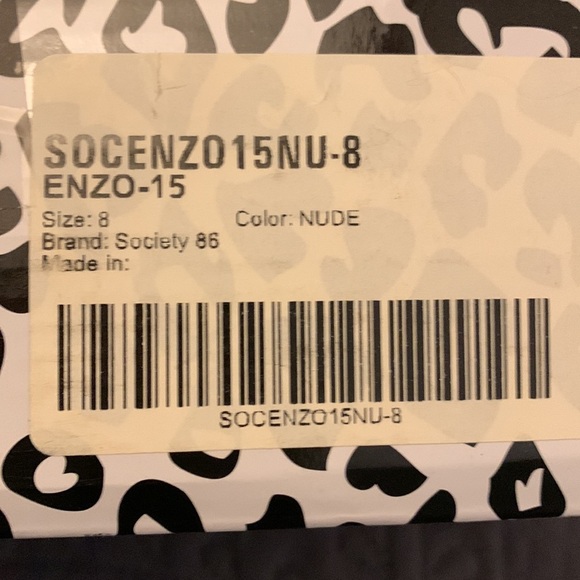 SOCENZO15NU-8
ENZO-15
Size: 8 Color: NUDE
Brand: Society 86
Made in:
SOCENZO15NU-8